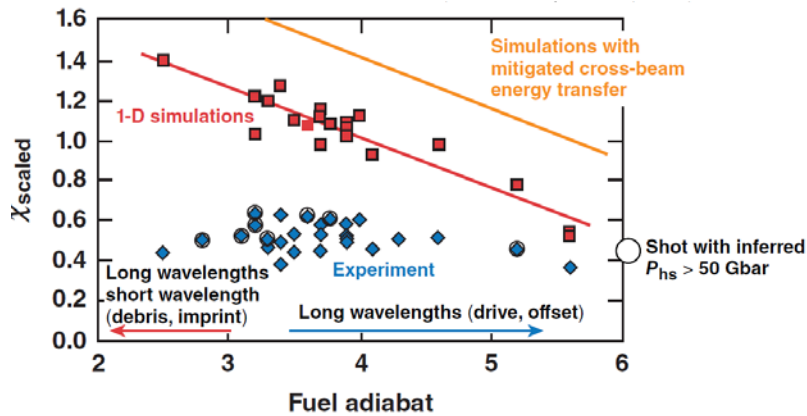 1.6
1.4
1.2
1.0
0.8
0.6
0.4
0.2
0.0
χscaled
Simulations with
mitigated cross-beam
energy transfer
1-D simulations
Experiment
Shot with inferred
Phs > 50 Gbar
Long wavelengths
short wavelength
(debris, imprint)
Long wavelengths (drive, offset)
2 3 4 5 6
Fuel adiabat